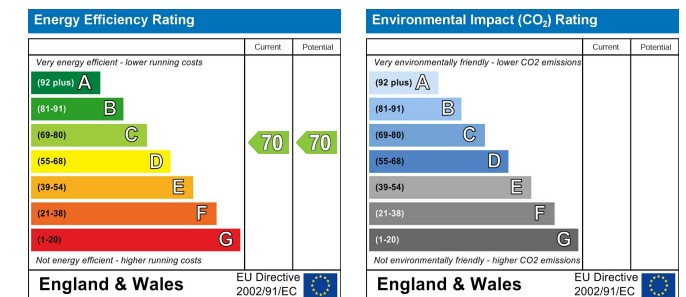 Energy Efficiency Rating
Current Potential
Very energy efficient - lower running costs
(92 plus) A
(81-91) B
(69-80) C
70 70
(55-68) D
(39-54) E
(21-38) F
(1-20) G
Not energy efficient - higher running costs
England & Wales
EU Directive
2002/91/EC
Environmental Impact (CO₂) Rating
Current Potential
Very environmentally friendly - lower CO2 emissions
(92 plus) A
(81-91) B
(69-80) C
(55-68) D
(39-54) E
(21-38) F
(1-20) G
Not environmentally friendly - higher CO2 emissions
England & Wales
EU Directive
2002/91/EC